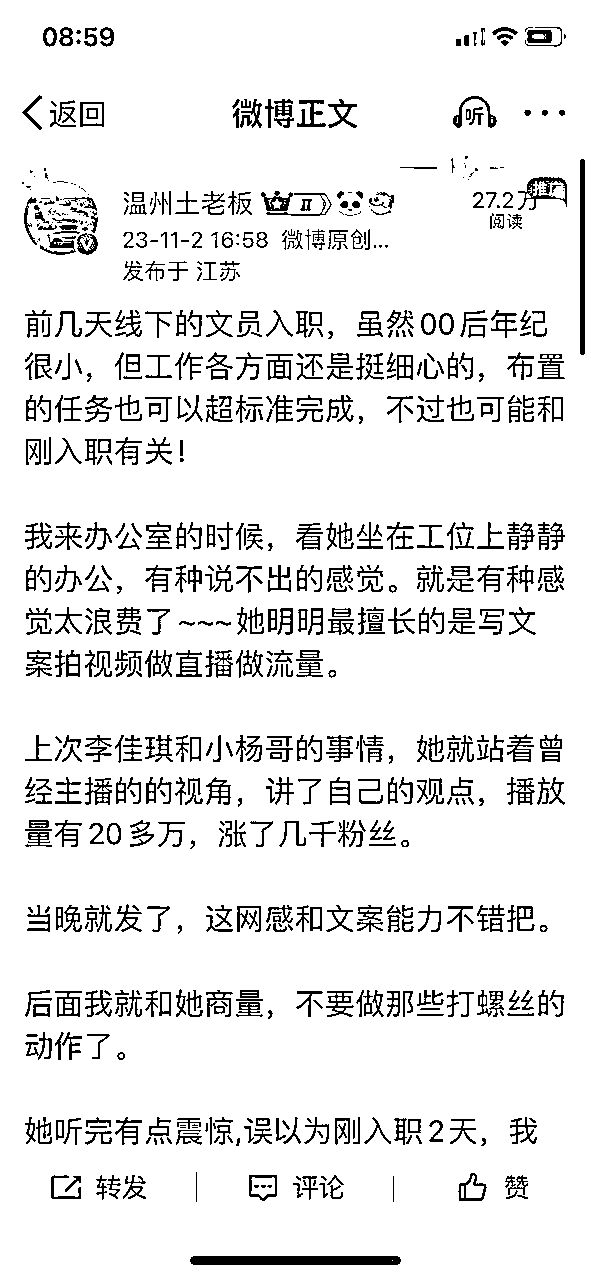 08:59
返回
微博正文
听
温州土老板 II
27.2万
推广
阅读
23-11-2 16:58 微博原创...
发布于 江苏
前几天线下的文员入职，虽然00后年纪
很小，但工作各方面还是挺细心的，布置
的任务也可以超标准完成，不过也可能和
刚入职有关！
我来办公室的时候，看她坐在工位上静静
的办公，有种说不出的感觉。就是有种感
觉太浪费了~~~她明明最擅长的是写文
案拍视频做直播做流量。
上次李佳琪和小杨哥的事情，她就站着曾
经主播的的视角，讲了自己的观点，播放
量有20多万，涨了几千粉丝。
当晚就发了，这网感和文案能力不错把。
后面我就和她商量，不要做那些打螺丝的
动作了。
她听完有点震惊,误以为刚入职2天，我
转发
评论
赞